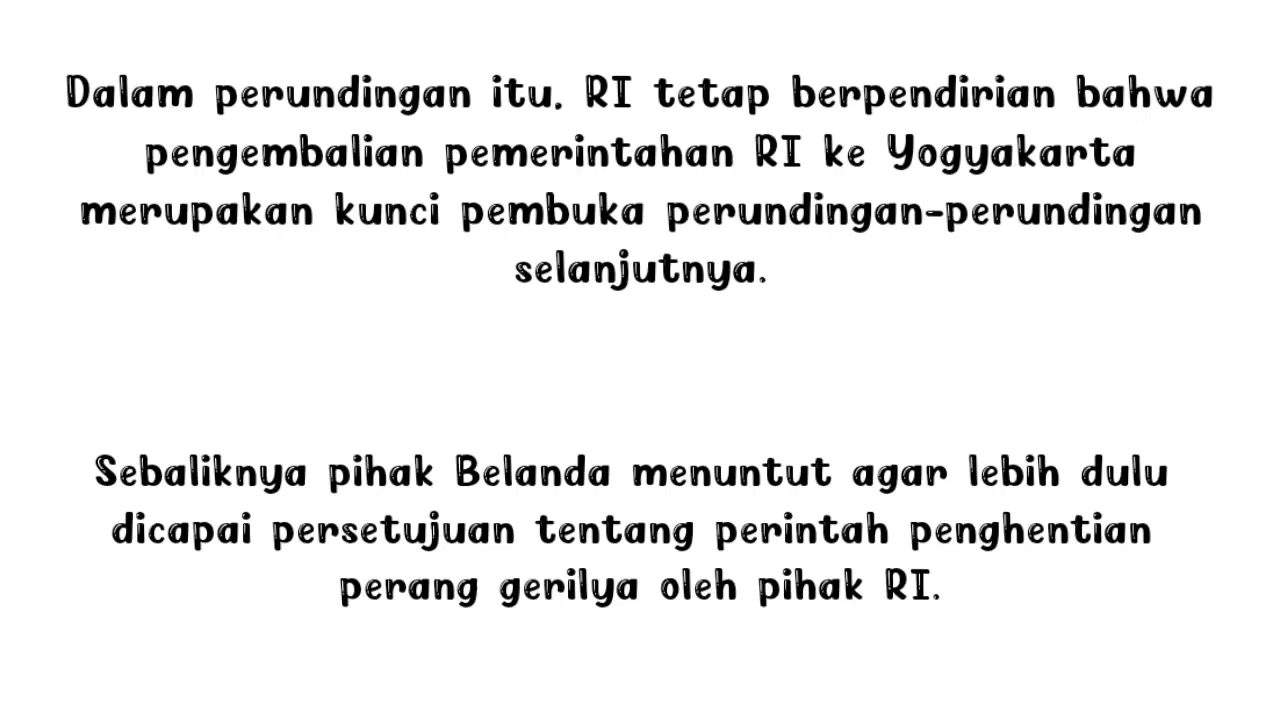 Dalam perundingan itu, RI tetap berpendirian bahwa
pengembalian pemerintahan RI ke Yogyakarta
merupakan kunci pembuka perundingan-perundingan
selanjutnya.
Sebaliknya pihak Belanda menuntut agar lebih dulu
dicapai persetujuan tentang perintah penghentian
perang gerilya oleh pihak RI.